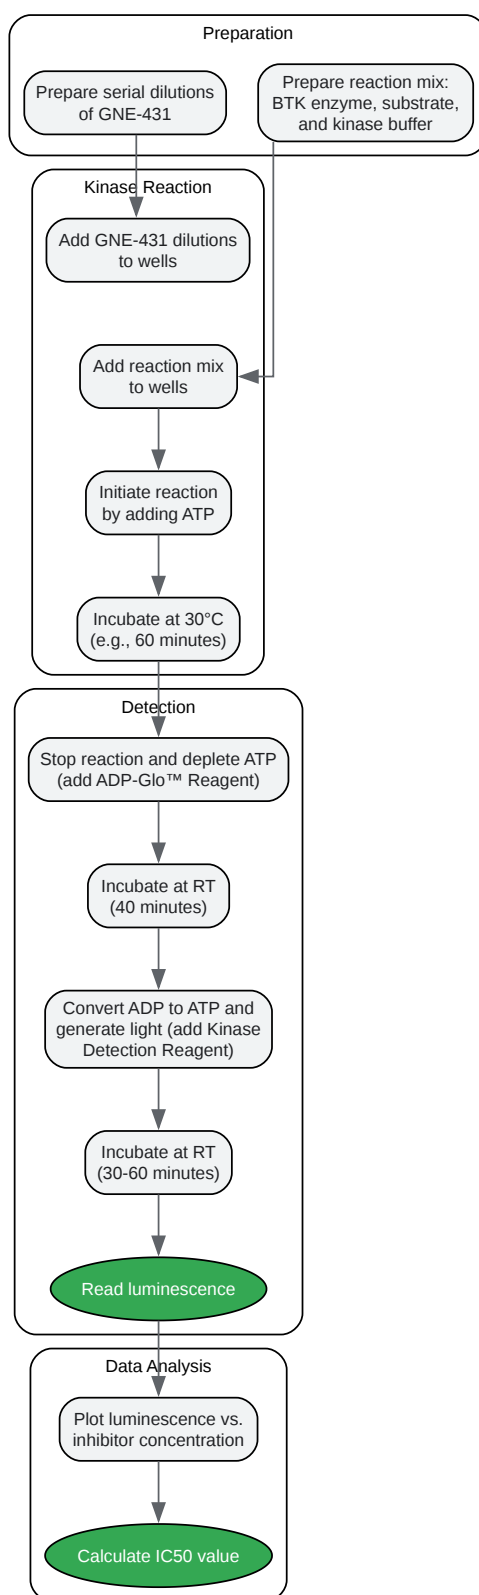 Preparation
Prepare serial dilutions
of GNE-431
Prepare reaction mix:
BTK enzyme, substrate,
and kinase buffer
Kinase Reaction
Add GNE-431 dilutions
to wells
Add reaction mix
to wells
Initiate reaction
by adding ATP
Incubate at 30°C
(e.g., 60 minutes)
Detection
Stop reaction and deplete ATP
(add ADP-Glo™ Reagent)
Incubate at RT
(40 minutes)
Convert ADP to ATP and
generate light (add Kinase
Detection Reagent)
Incubate at RT
(30-60 minutes)
Read luminescence
Data Analysis
Plot luminescence vs.
inhibitor concentration
Calculate IC50 value